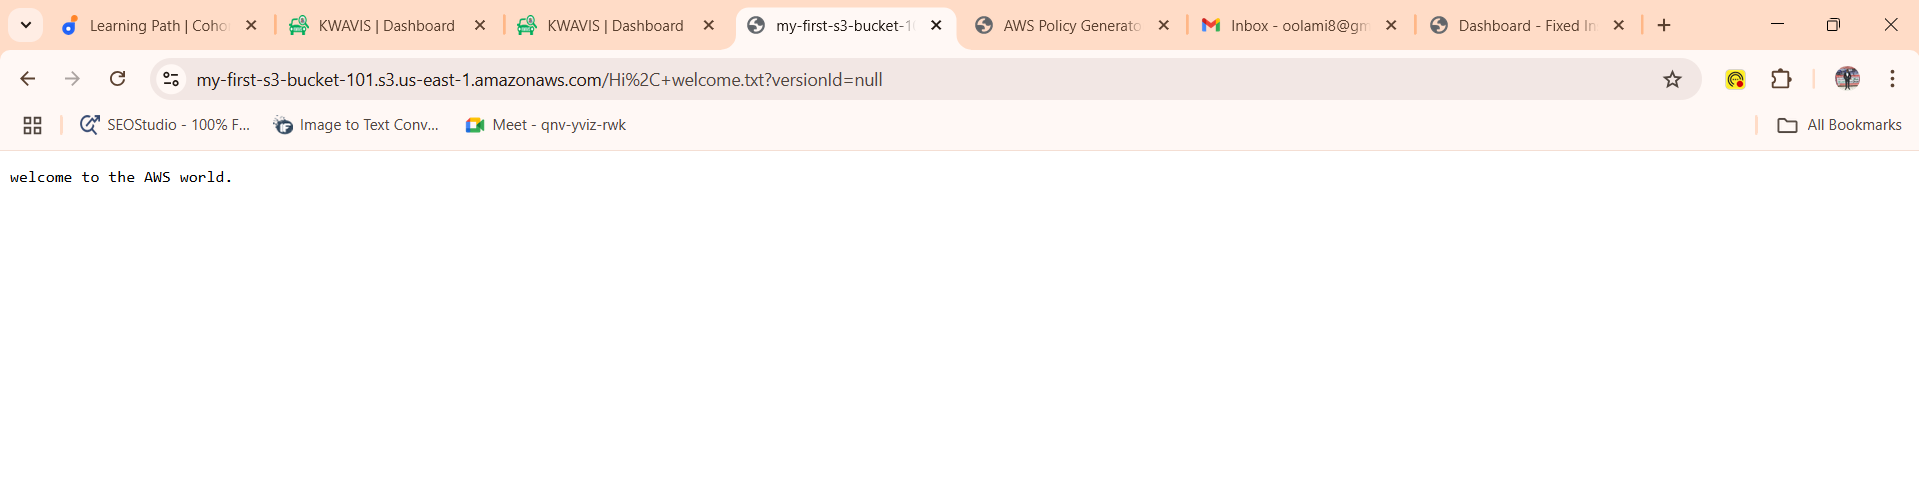 Learning Path | Coho
KWAVIS | Dashboard
KWAVIS | Dashboard
my-first-s3-bucket-1
AWS Policy Generato
Inbox - oolami8@gm
Dashboard - Fixed In
my-first-s3-bucket-101.s3.us-east-1.amazonaws.com/Hi%2C+welcome.txt?versionId=null
SEOStudio - 100% F...
Image to Text Conv...
Meet - qnv-yviz-rwk
All Bookmarks
welcome to the AWS world.